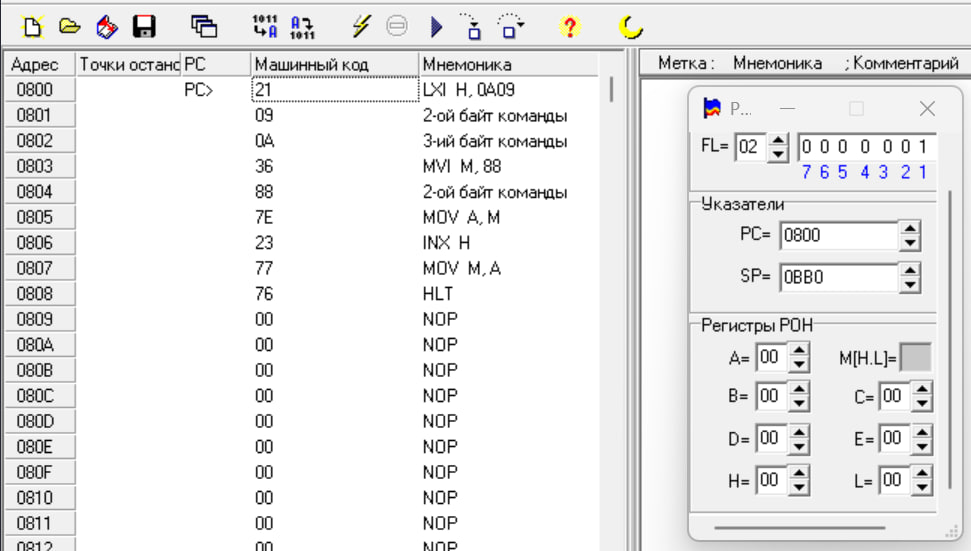 1011 A
A 1011
?
Адрес Точки останс PC Машинный код Мнемоника
0800 PC> 21 LXI H, 0A09
0801 09 2-ой байт команды
0802 0A 3-ий байт команды
0803 36 MVI M, 88
0804 88 2-ой байт команды
0805 7E MOV A, M
0806 23 INX H
0807 77 MOV M, A
0808 76 HLT
0809 00 NOP
080A 00 NOP
080B 00 NOP
080C 00 NOP
080D 00 NOP
080E 00 NOP
080F 00 NOP
0810 00 NOP
0811 00 NOP
0812 00 NOP
Метка : Мнемоника ; Комментарий
P...
FL= 02 0 0 0 0 0 0 1
7 6 5 4 3 2 1
Указатели
PC= 0800
SP= 0BB0
Регистры РОН
A= 00 M[H.L]=
B= 00 C= 00
D= 00 E= 00
H= 00 L= 00